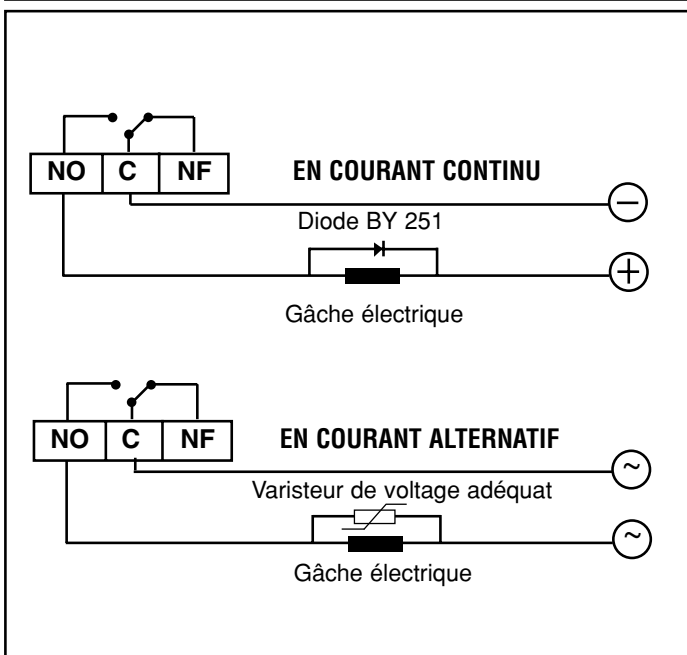 NO C NF
EN COURANT CONTINU
−
Diode BY 251
+
Gâche électrique
NO C NF
EN COURANT ALTERNATIF
~
Varisteur de voltage adéquat
~
Gâche électrique